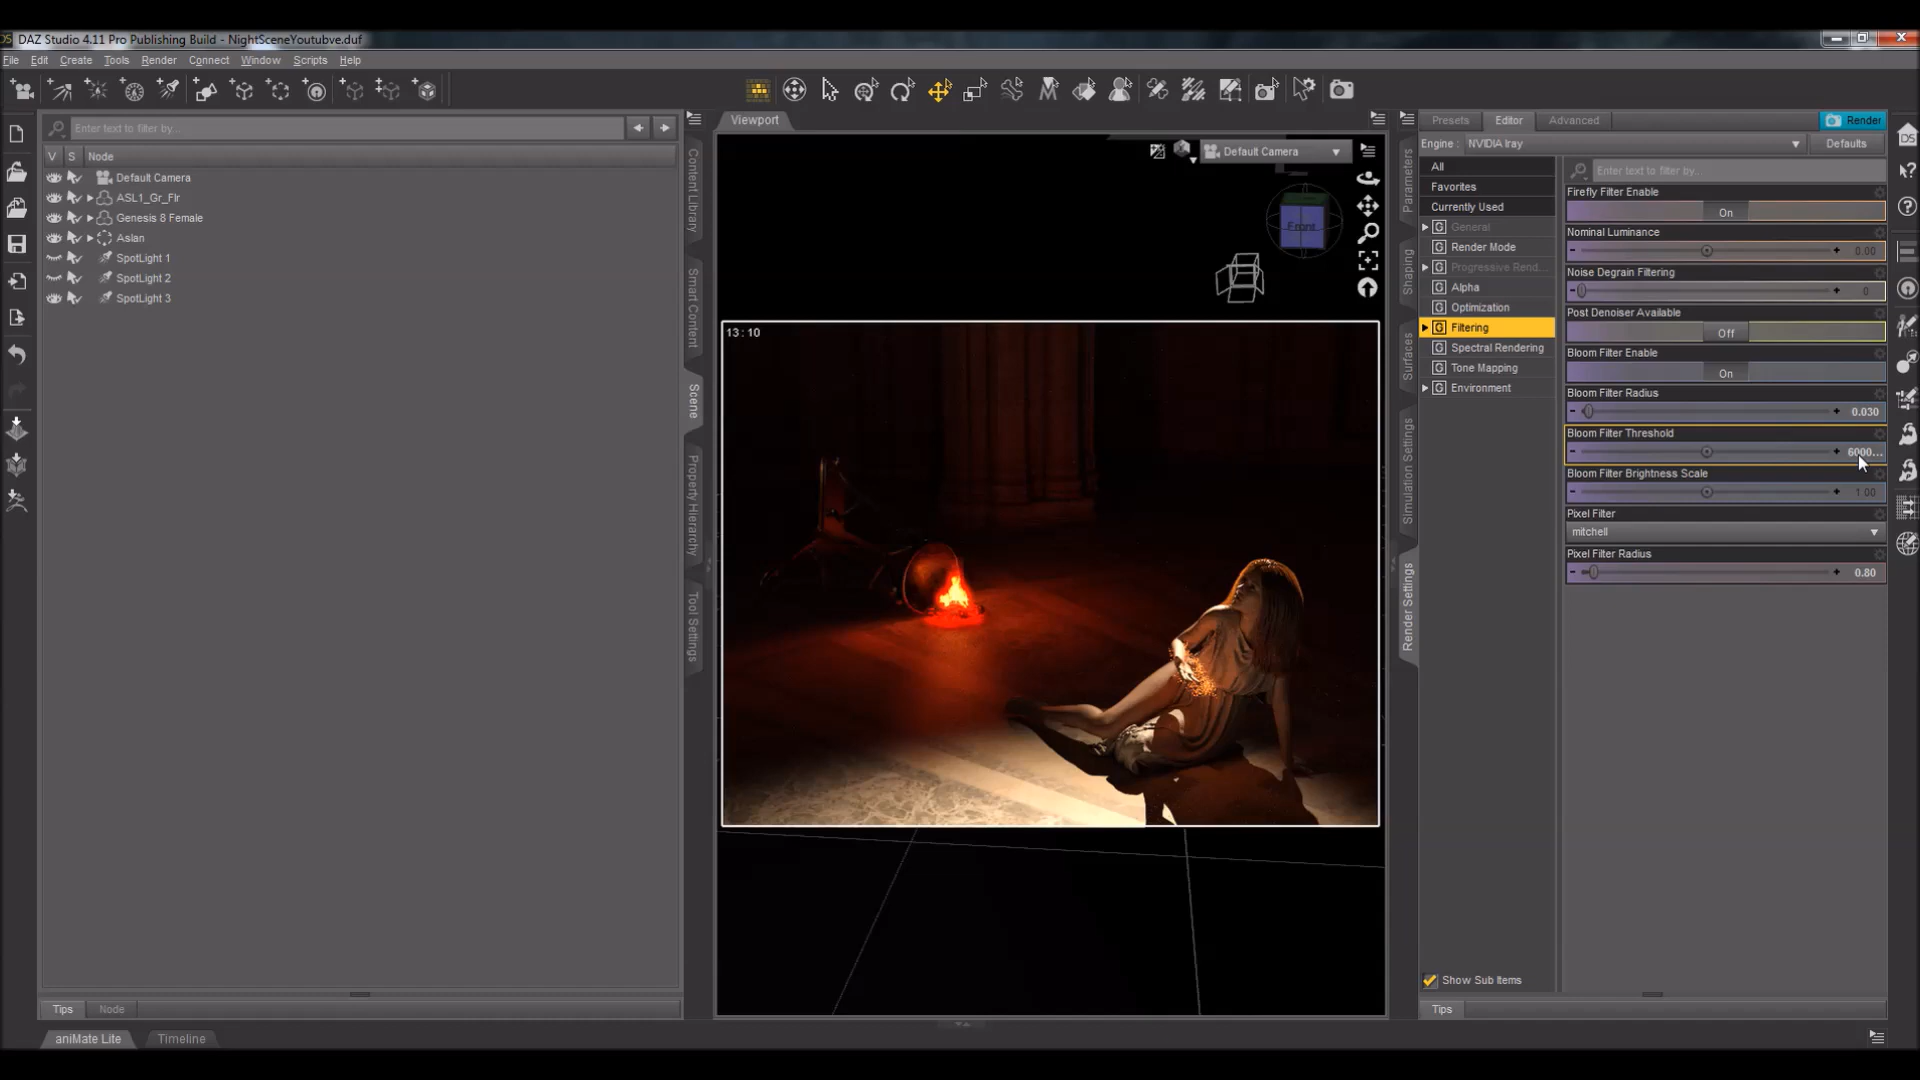 DAZ Studio 4.11 Pro Publishing Build - NightSceneYoutubve.duf
File Edit Create Tools Render Connect Window Scripts Help
Enter text to filter by...
V S Node
Default Camera
ASL1_Gr_Flr
Genesis 8 Female
Aslan
SpotLight 1
SpotLight 2
SpotLight 3
Tips Node
aniMate Lite Timeline
Content Library
Smart Content
Scene
Property Hierarchy
Tool Settings
Viewport
Default Camera
Front
13 : 10
Parameters
Shaping
Surfaces
Simulation Settings
Render Settings
Presets Editor Advanced Render
Engine : NVIDIA Iray Defaults
All
Favorites
Currently Used
General
Render Mode
Progressive Rend...
Alpha
Optimization
Filtering
Spectral Rendering
Tone Mapping
Environment
Show Sub Items
Tips
Enter text to filter by...
Firefly Filter Enable
On
Nominal Luminance
0.00
Noise Degrain Filtering
0
Post Denoiser Available
Off
Bloom Filter Enable
On
Bloom Filter Radius
0.030
Bloom Filter Threshold
6000...
Bloom Filter Brightness Scale
1.00
Pixel Filter
mitchell
Pixel Filter Radius
0.80